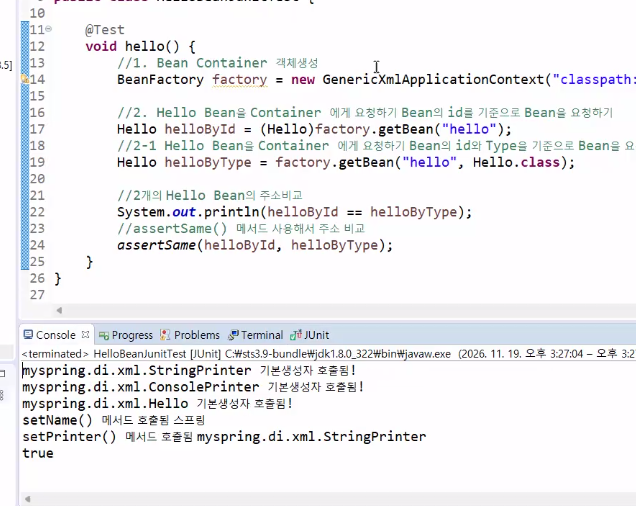 10
11 @Test
12 void hello() {
13 //1. Bean Container 객체생성
14 BeanFactory factory = new GenericXmlApplicationContext("classpath:
15
16 //2. Hello Bean을 Container 에게 요청하기 Bean의 id를 기준으로 Bean을 요청하기
17 Hello helloById = (Hello)factory.getBean("hello");
18 //2-1 Hello Bean을 Container 에게 요청하기 Bean의 id와 Type을 기준으로 Bean을 요
19 Hello helloByType = factory.getBean("hello", Hello.class);
20
21 //2개의 Hello Bean의 주소비교
22 System.out.println(helloById == helloByType);
23 //assertSame() 메서드 사용해서 주소 비교
24 assertSame(helloById, helloByType);
25 }
26 }
27
Console Progress Problems Terminal JUnit
<terminated> HelloBeanJunitTest [JUnit] C:₩sts3.9-bundle₩jdk1.8.0_322₩bin₩javaw.exe (2026. 11. 19. 오후 3:27:04 – 오후 3:2
myspring.di.xml.StringPrinter 기본생성자 호출됨!
myspring.di.xml.ConsolePrinter 기본생성자 호출됨!
myspring.di.xml.Hello 기본생성자 호출됨!
setName() 메서드 호출됨 스프링
setPrinter() 메서드 호출됨 myspring.di.xml.StringPrinter
true